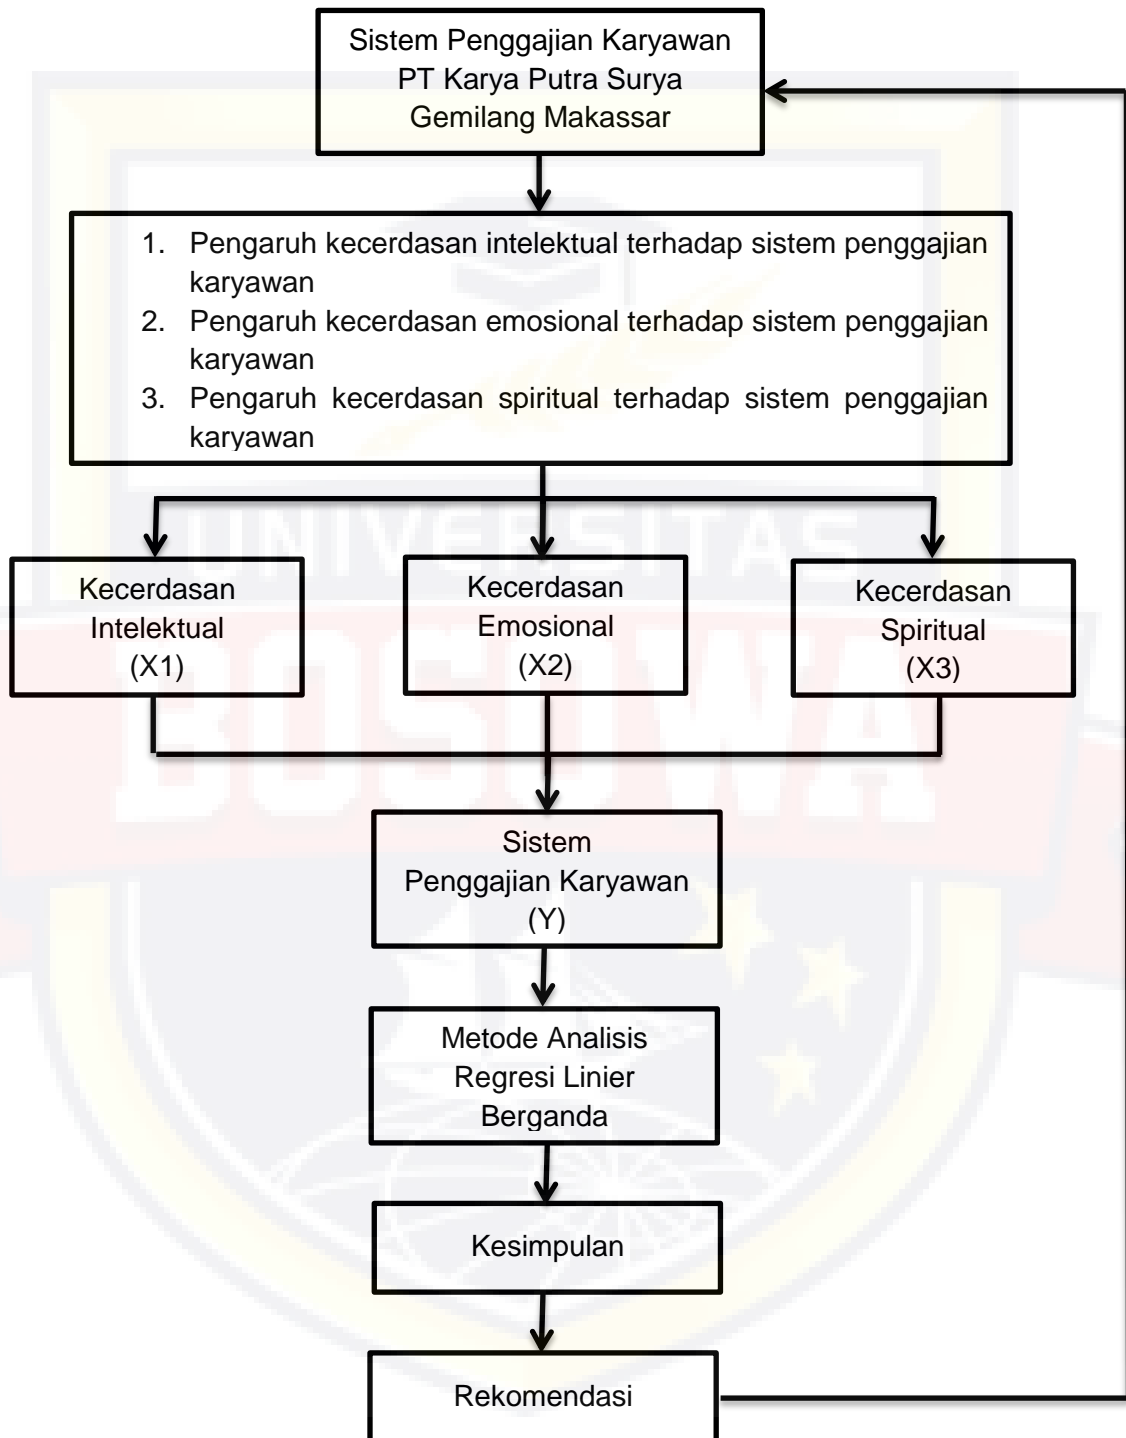 Sistem Penggajian Karyawan
PT Karya Putra Surya
Gemilang Makassar
1. Pengaruh kecerdasan intelektual terhadap sistem penggajian
karyawan
2. Pengaruh kecerdasan emosional terhadap sistem penggajian
karyawan
3. Pengaruh kecerdasan spiritual terhadap sistem penggajian
karyawan
UNIVERSITAS
Kecerdasan
Intelektual
(X1)
Kecerdasan
Emosional
(X2)
Kecerdasan
Spiritual
(X3)
BOSOWA
Sistem
Penggajian Karyawan
(Y)
Metode Analisis
Regresi Linier
Berganda
Kesimpulan
Rekomendasi